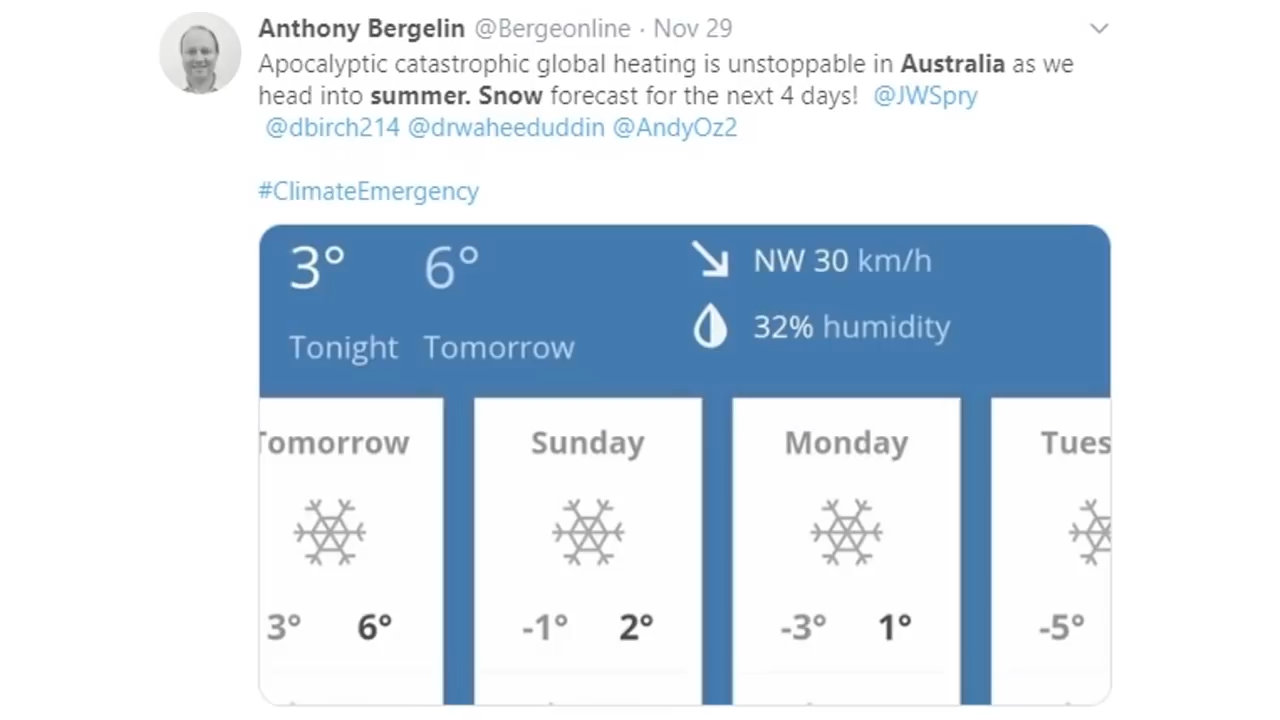 Anthony Bergelin @Bergeonline · Nov 29
Apocalyptic catastrophic global heating is unstoppable in Australia as we
head into summer. Snow forecast for the next 4 days! @JWSpry
@dbirch214 @drwaheeduddin @AndyOz2
#ClimateEmergency
3° 6° NW 30 km/h
32% humidity
Tonight Tomorrow
Tomorrow Sunday Monday Tues
3° 6° -1° 2° -3° 1° -5°